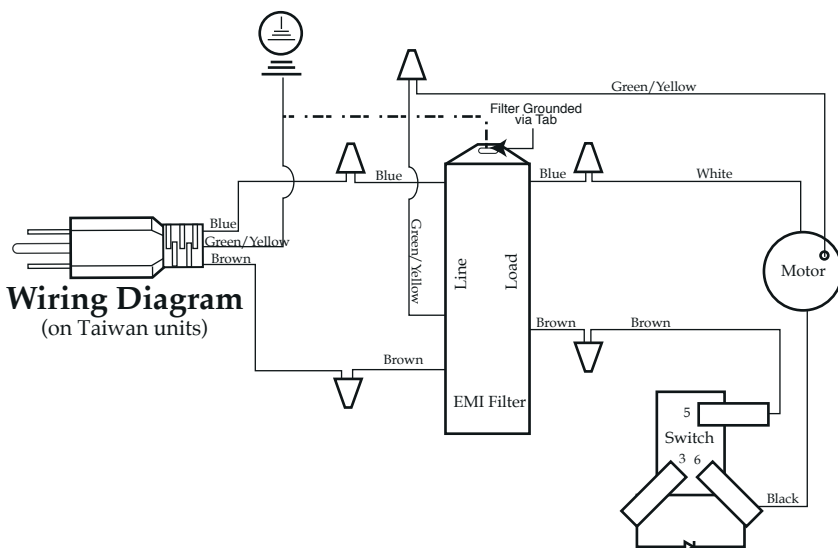 Green/Yellow
Filter Grounded
via Tab
Blue
Blue
White
Blue
Green/Yellow
Brown
Green/Yellow
Line
Load
Motor
Wiring Diagram
(on Taiwan units)
Brown
Brown
Brown
EMI Filter
5
Switch
3 6
Black